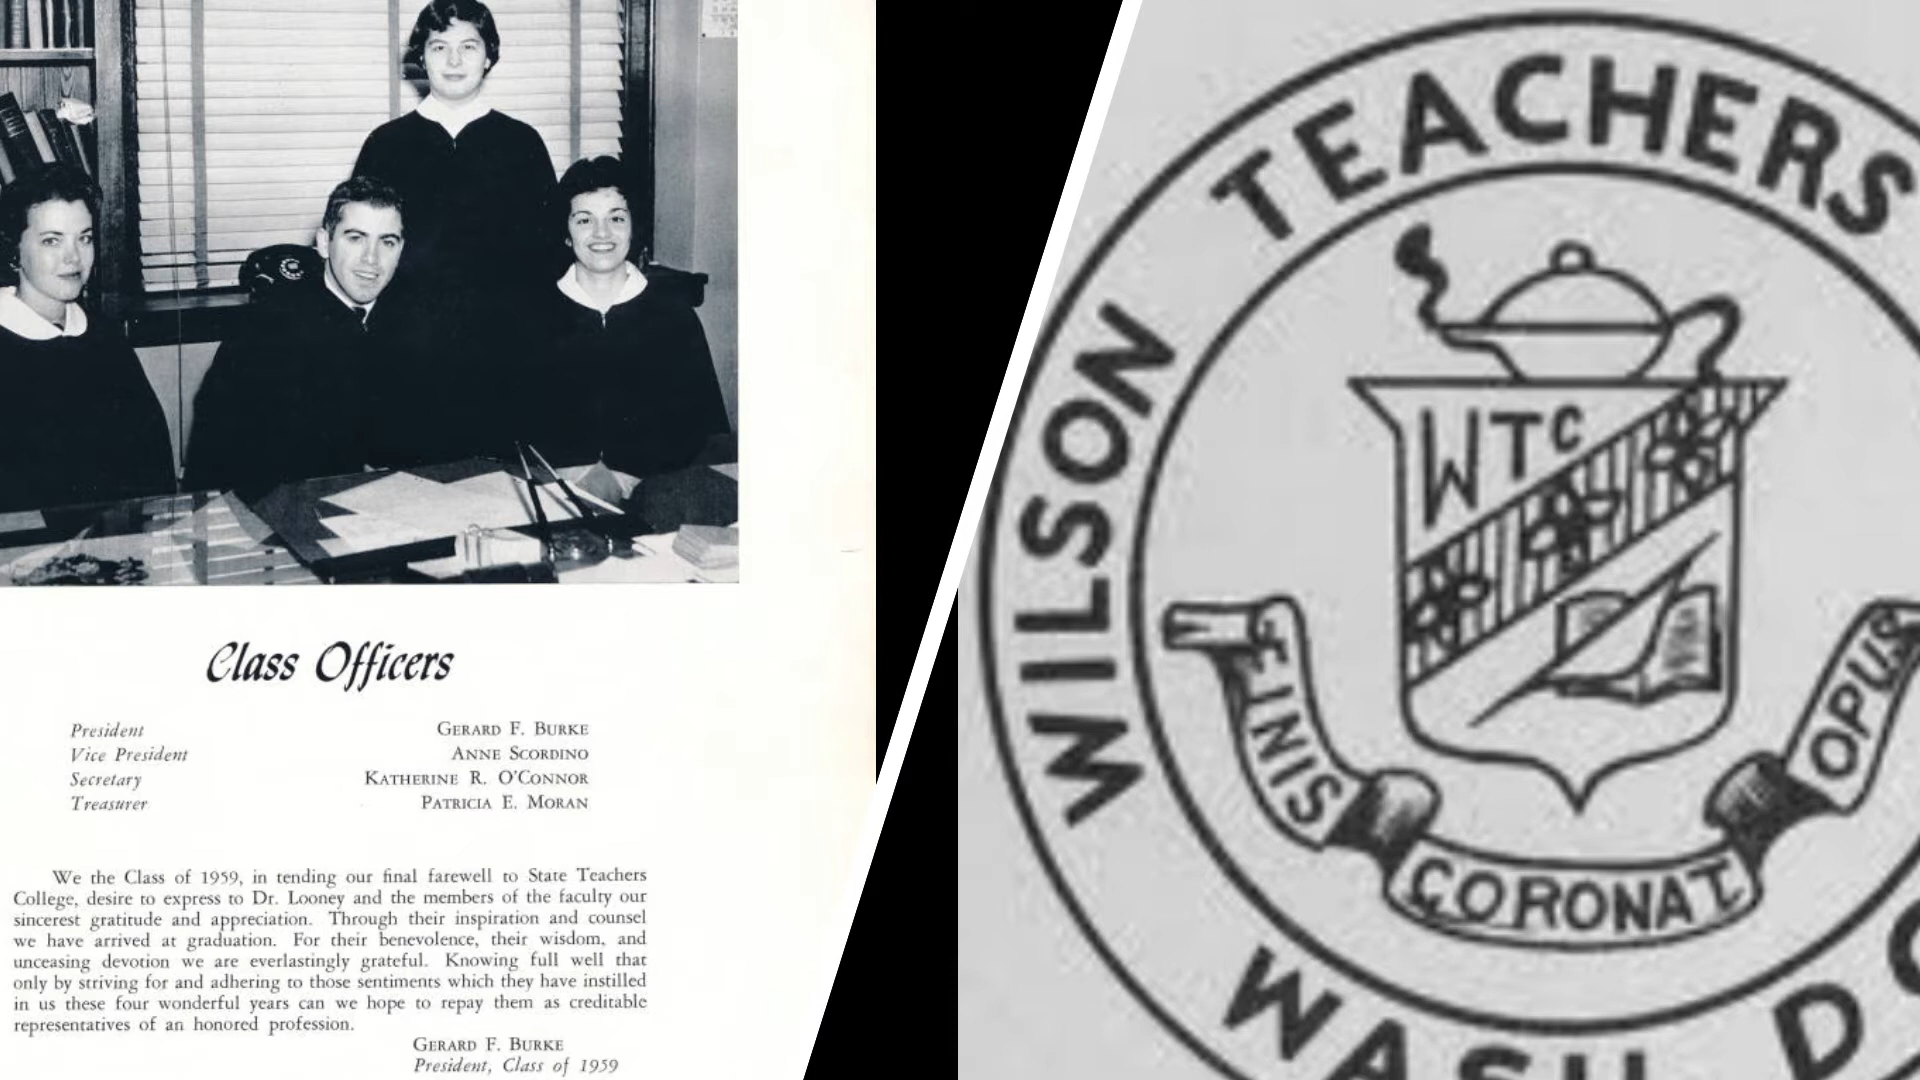 Class Officers
President GERARD F. BURKE
Vice President ANNE SCORDINO
Secretary KATHERINE R. O'CONNOR
Treasurer PATRICIA E. MORAN
We the Class of 1959, in tending our final farewell to State Teachers
College, desire to express to Dr. Looney and the members of the faculty our
sincerest gratitude and appreciation. Through their inspiration and counsel
we have arrived at graduation. For their benevolence, their wisdom, and
unceasing devotion we are everlastingly grateful. Knowing full well that
only by striving for and adhering to those sentiments which they have instilled
in us these four wonderful years can we hope to repay them as creditable
representatives of an honored profession.
GERARD F. BURKE
President, Class of 1959
WILSON TEACHERS
WTC
FINIS
CORONAT
OPUS
WASH DC